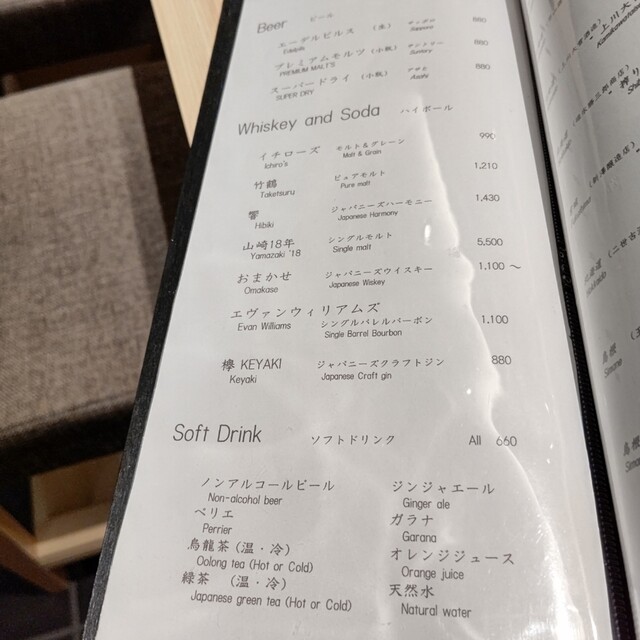 Beer ビール
エーデルピルス (生) サッポロ 880
Edelpils Sapporo
プレミアムモルツ (小瓶) サントリー 880
PREMIUM MALT'S Suntory
スーパードライ (小瓶) アサヒ 880
SUPER DRY Asahi
Whiskey and Soda ハイボール
イチローズ モルト&グレーン 990
Ichiro's Malt & Grain
竹鶴 ピュアモルト 1,210
Taketsuru Pure malt
響 ジャパニーズハーモニー 1,430
Hibiki Japanese Harmony
山崎18年 シングルモルト 5,500
Yamazaki '18 Single malt
おまかせ ジャパニーズウイスキー 1,100 ~
Omakase Japanese Wiskey
エヴァンウィリアムズ
Evan Williams シングルバレルバーボン 1,100
Single Barrel Bourbon
欅 KEYAKI ジャパニーズクラフトジン 880
Keyaki Japanese Craft gin
Soft Drink ソフトドリンク All 660
ノンアルコールビール
Non-alcohol beer
ペリエ
Perrier
烏龍茶 (温・冷)
Oolong tea (Hot or Cold)
緑茶 (温・冷)
Japanese green tea (Hot or Cold)
ジンジャエール
Ginger ale
ガラナ
Garana
オレンジジュース
Orange juice
天然水
Natural water
上川大
島根